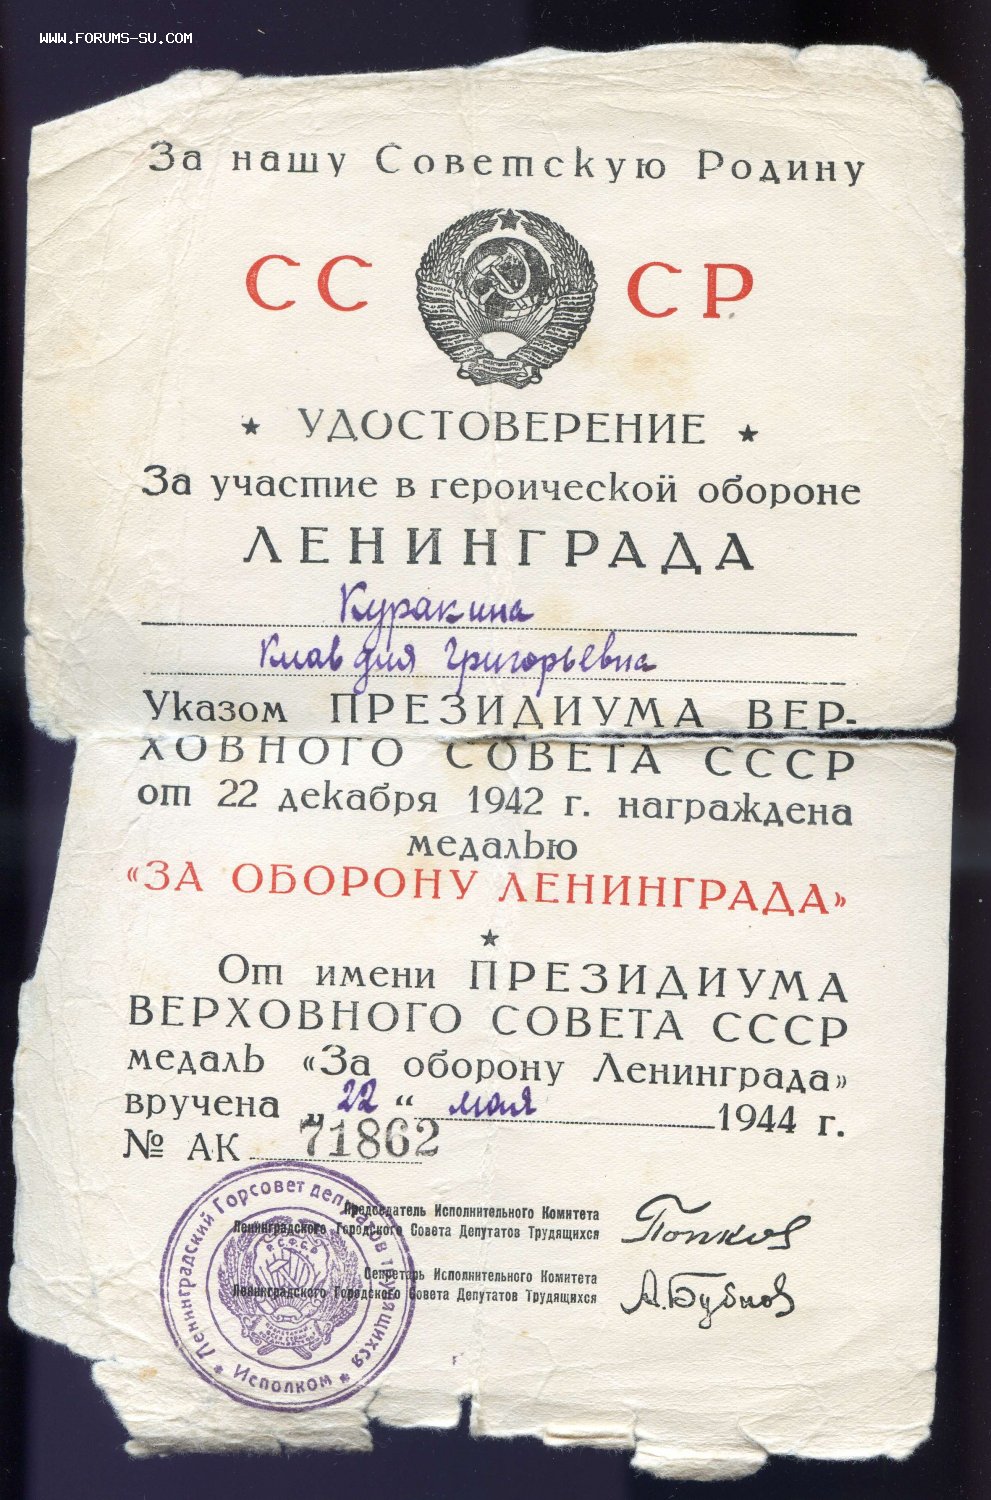 WWW.FORUMS-SU.COM
За нашу Советскую Родину
СССР
УДОСТОВЕРЕНИЕ
За участие в героической обороне
ЛЕНИНГРАДА
Куракина
Клавдия Григорьевна
Указом ПРЕЗИДИУМА ВЕР-
ХОВНОГО СОВЕТА СССР
от 22 декабря 1942 г. награждена
медалью
«ЗА ОБОРОНУ ЛЕНИНГРАДА»
От имени ПРЕЗИДИУМА
ВЕРХОВНОГО СОВЕТА СССР
медаль «За оборону Ленинграда»
вручена „22“ мая 1944 г.
№ АК 71862
Председатель Исполнительного Комитета
Ленинградского Городского Совета Депутатов Трудящихся
Попков
Секретарь Исполнительного Комитета
Ленинградского Городского Совета Депутатов Трудящихся
А.Бубнов
Ленинградский Горсовет депутатов трудящихся
Р.С.Ф.С.Р.
Исполком